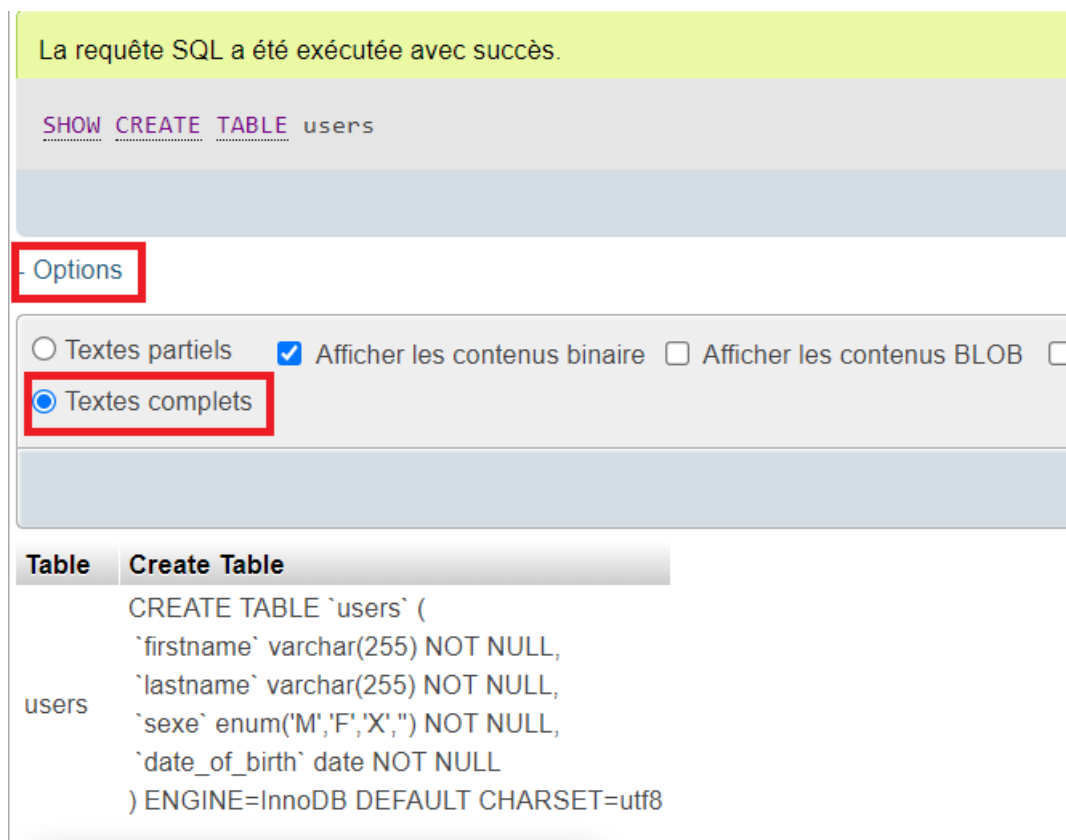 La requête SQL a été exécutée avec succès.
SHOW CREATE TABLE users
- Options
Textes partiels Afficher les contenus binaire Afficher les contenus BLOB
Textes complets
Table Create Table
users
CREATE TABLE `users` (
`firstname` varchar(255) NOT NULL,
`lastname` varchar(255) NOT NULL,
`sexe` enum('M','F','X','') NOT NULL,
`date_of_birth` date NOT NULL
) ENGINE=InnoDB DEFAULT CHARSET=utf8